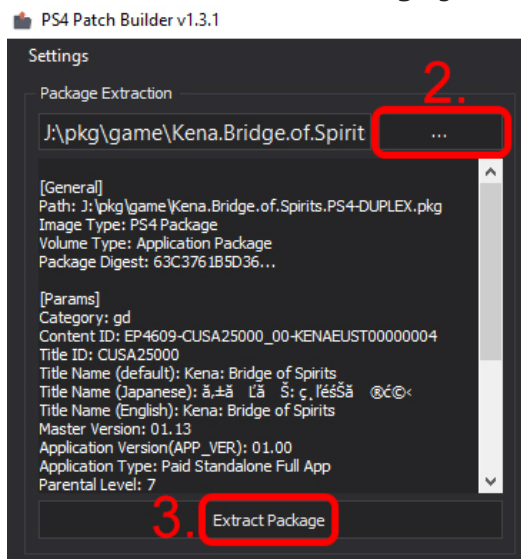 PS4 Patch Builder v1.3.1
Settings
2.
Package Extraction
J:\pkg\game\Kena.Bridge.of.Spirit
...
[General]
Path: J:\pkg\game\Kena.Bridge.of.Spirits.PS4-DUPLEX.pkg
Image Type: PS4 Package
Volume Type: Application Package
Package Digest: 63C3761B5D36...
[Params]
Category: gd
Content ID: EP4609-CUSA25000_00-KENAEUST00000004
Title ID: CUSA25000
Title Name (default): Kena: Bridge of Spirits
Title Name (Japanese):
Title Name (English): Kena: Bridge of Spirits
Master Version: 01.13
Application Version(APP_VER): 01.00
Application Type: Paid Standalone Full App
Parental Level: 7
3.
Extract Package